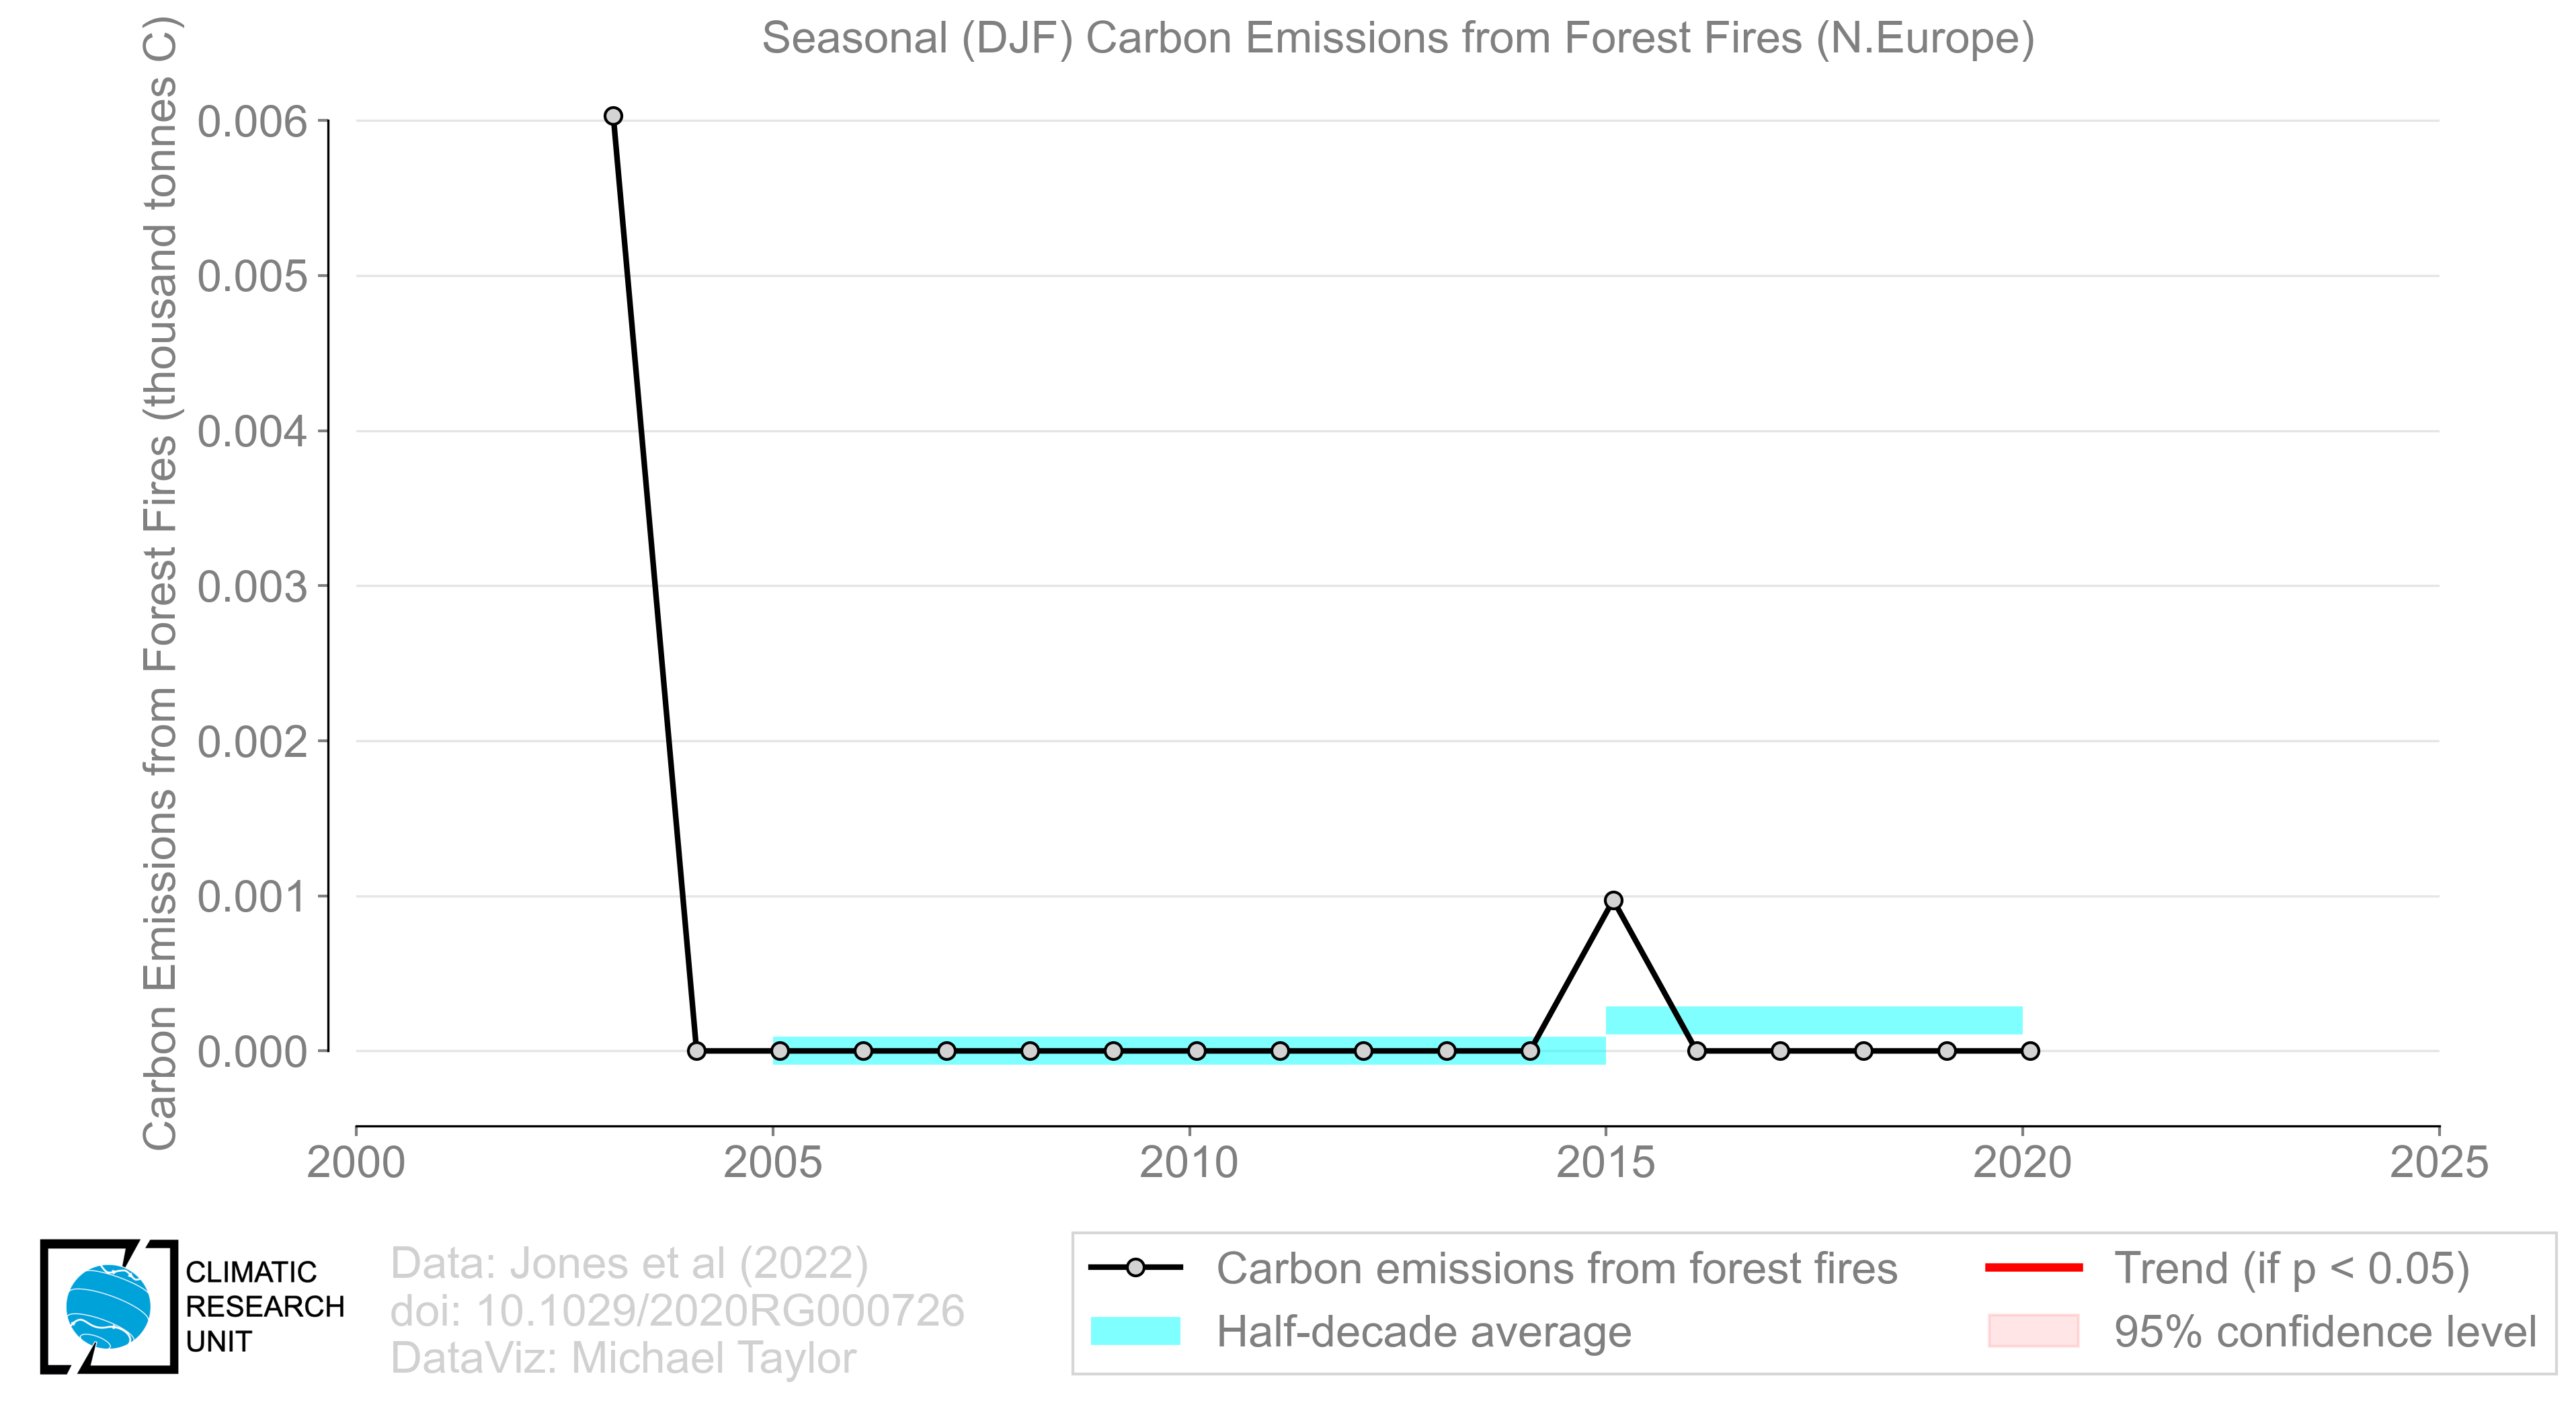 Seasonal (DJF) Carbon Emissions from Forest Fires (N.Europe)
Carbon Emissions from Forest Fires (thousand tonnes C)
0.006
0.005
0.004
0.003
0.002
0.001
0.000
2000 2005 2010 2015 2020 2025
CLIMATIC
RESEARCH
UNIT
Data: Jones et al (2022)
doi: 10.1029/2020RG000726
DataViz: Michael Taylor
Carbon emissions from forest fires
Half-decade average
Trend (if p < 0.05)
95% confidence level